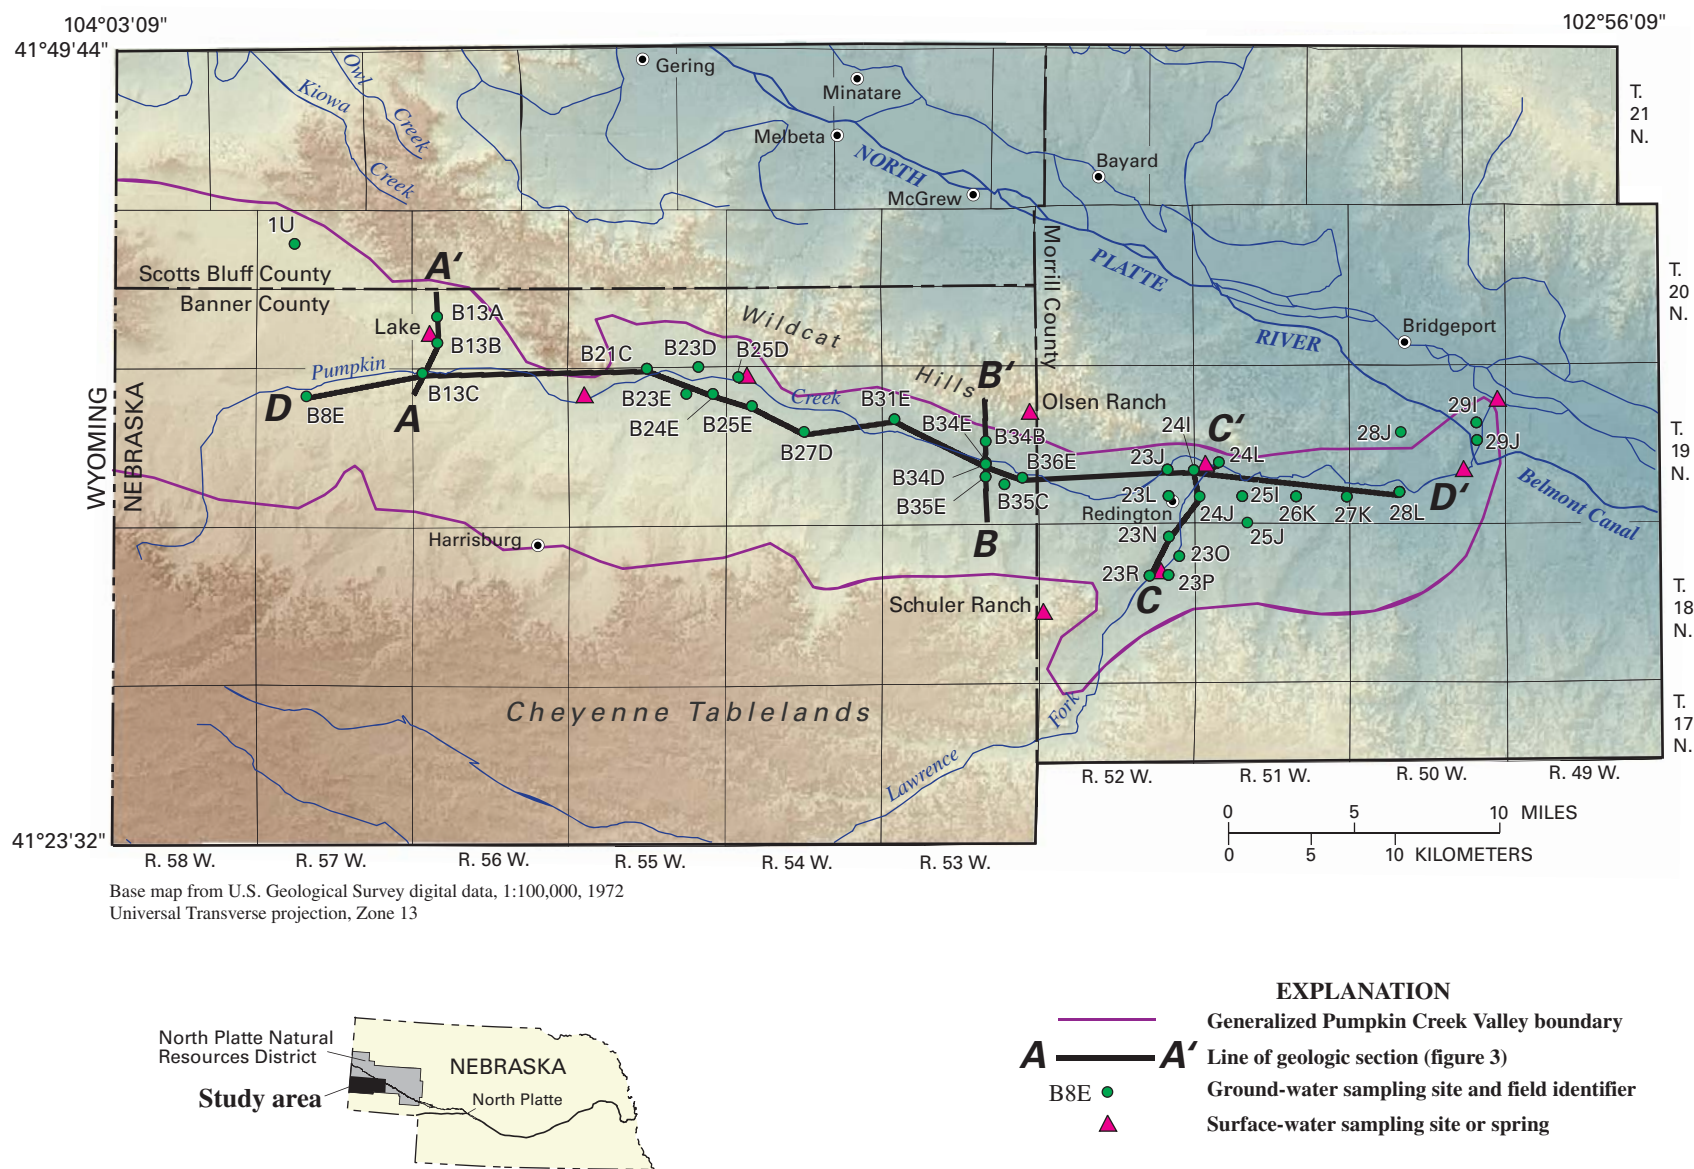 104°03'09"
102°56'09"
41°49'44"
Gering
Minatare
Melbeta
Owl
Creek
Kiowa
Creek
NORTH
McGrew
Bayard
T.
21
N.
1U
Scotts Bluff County
Banner County
A'
Morrill County
PLATTE
RIVER
T.
20
N.
B13A
Lake
B13B
Wildcat
Hills
Bridgeport
Pumpkin
Creek
B21C
B23D
B25D
D
B8E
B13C
A
B23E
B24E
B25E
B27D
B31E
B'
Olsen Ranch
B34E
B34B
B34D
B36E
B35E
B35C
B
24I
C'
23J
24L
28J
29I
29J
T.
19
N.
WYOMING
NEBRASKA
23L
Redington
24J
25I
26K
27K
28L
D'
Belmont Canal
25J
23N
23O
23R
23P
C
Harrisburg
Schuler Ranch
T.
18
N.
Cheyenne Tablelands
Lawrence
Fork
T.
17
N.
R. 52 W.
R. 51 W.
R. 50 W.
R. 49 W.
41°23'32"
R. 58 W.
R. 57 W.
R. 56 W.
R. 55 W.
R. 54 W.
R. 53 W.
0 5 10 MILES
0 5 10 KILOMETERS
Base map from U.S. Geological Survey digital data, 1:100,000, 1972
Universal Transverse projection, Zone 13
North Platte Natural
Resources District
Study area
NEBRASKA
North Platte
EXPLANATION
Generalized Pumpkin Creek Valley boundary
A A' Line of geologic section (figure 3)
B8E Ground-water sampling site and field identifier
Surface-water sampling site or spring